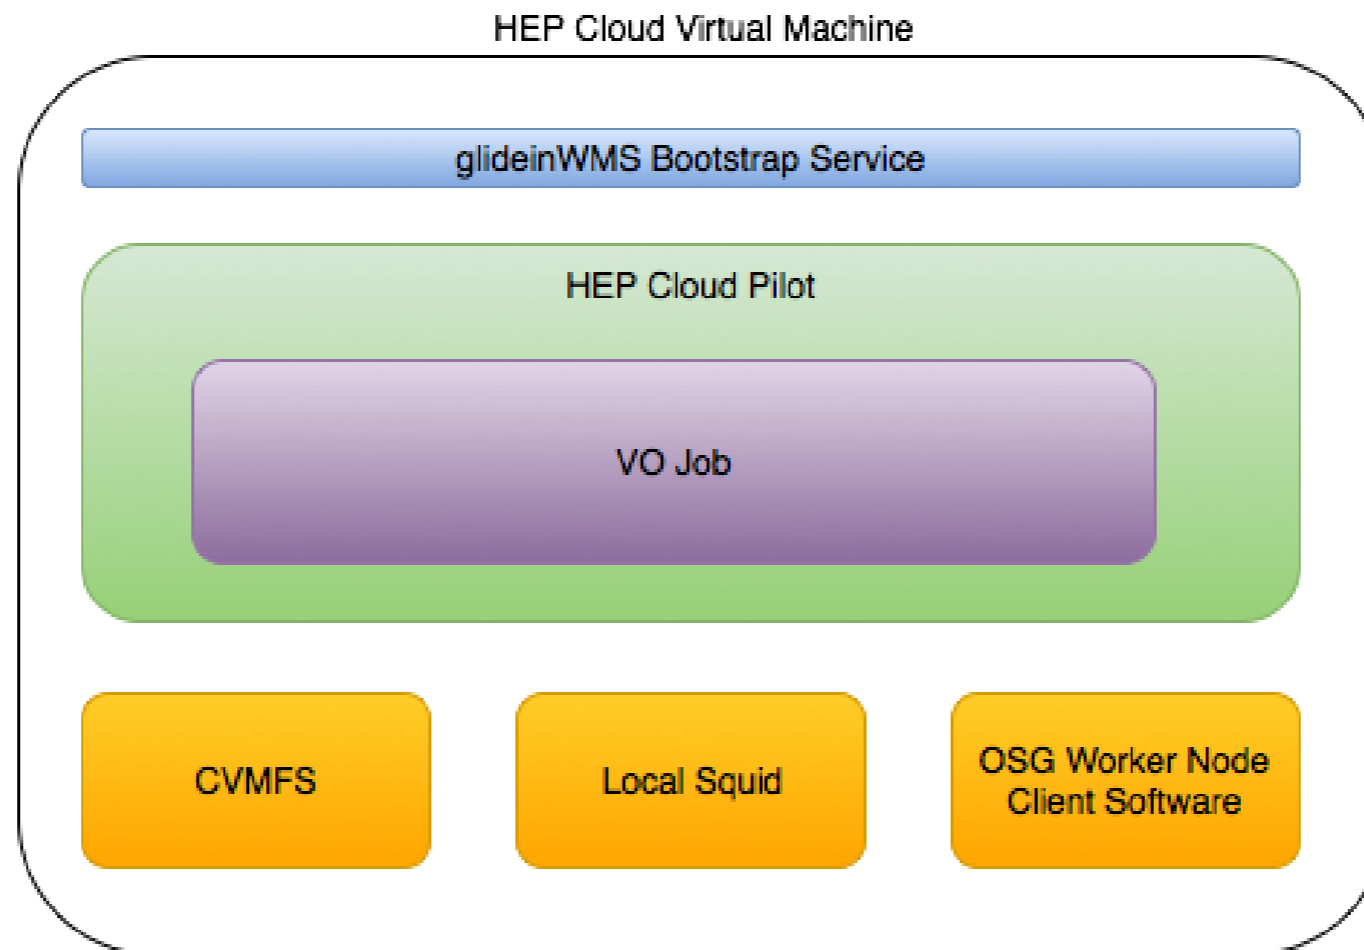 HEP Cloud Virtual Machine
glideinWMS Bootstrap Service
HEP Cloud Pilot
VO Job
CVMFS
Local Squid
OSG Worker Node
Client Software